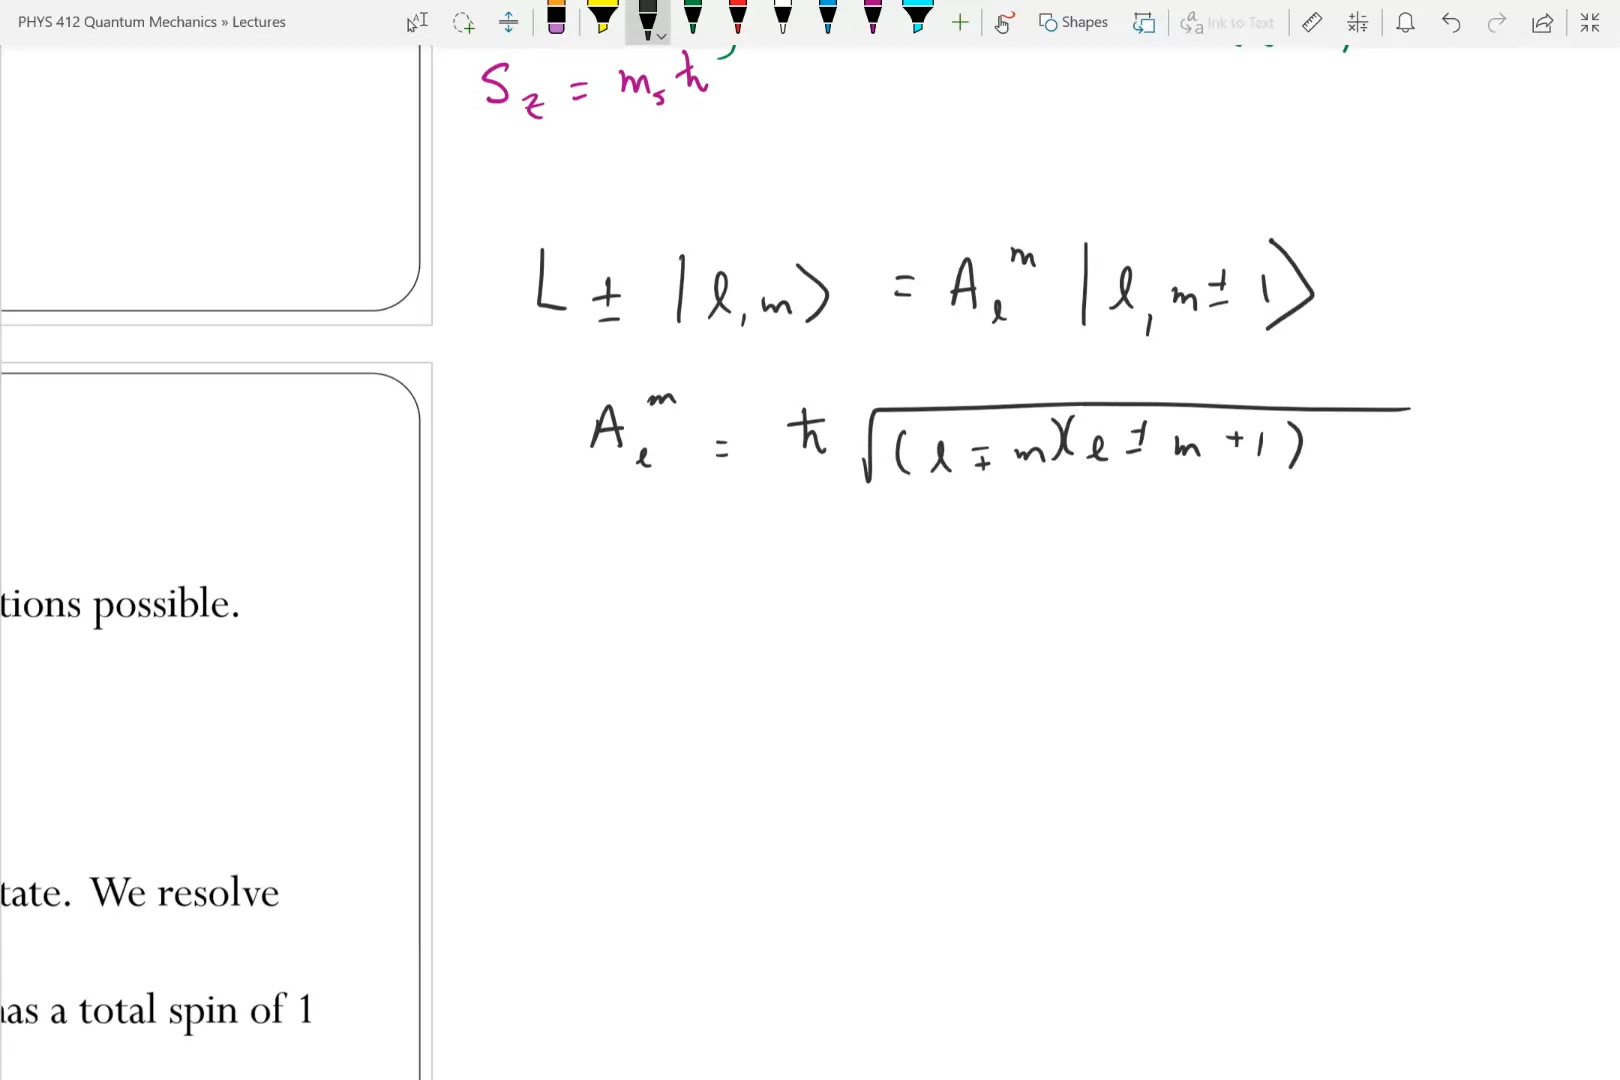 PHYS 412 Quantum Mechanics » Lectures
Shapes
Link to Text
S_z = m_s ħ
L± |l,m⟩ = A_l^m |l, m±1⟩
A_l^m = ħ √(l ∓ m)(l ± m + 1)
tions possible.
tate. We resolve
as a total spin of 1